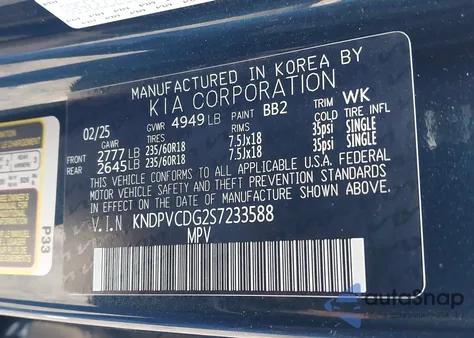 MANUFACTURED IN KOREA BY
KIA CORPORATION
02/25 GVWR 4949 LB PAINT BB2 TRIM WK
GAWR TIRES RIMS COLD TIRE INFL
FRONT 2777 LB 235/60R18 7.5Jx18 35psi SINGLE
REAR 2645 LB 235/60R18 7.5Jx18 35psi SINGLE
THIS VEHICLE CONFORMS TO ALL APPLICABLE U.S.A. FEDERAL
MOTOR VEHICLE SAFETY AND THEFT PREVENTION STANDARDS
IN EFFECT ON THE DATE OF MANUFACTURE SHOWN ABOVE.
V.I.N KNDPVCDG2S7233588
MPV
P33
autoSnap